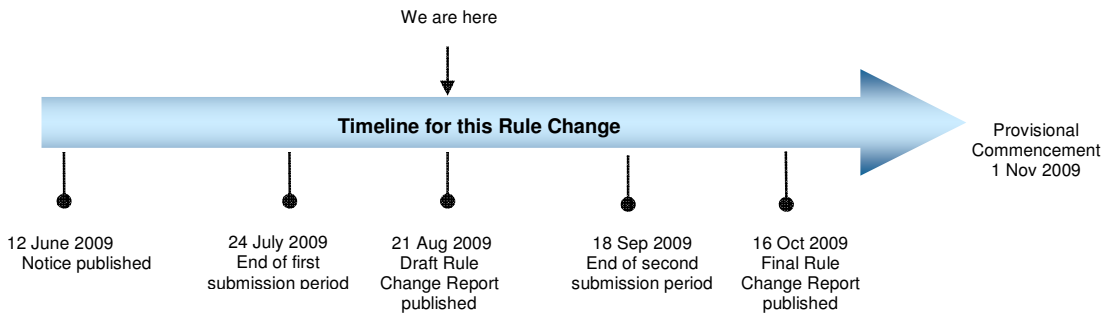 We are here
Timeline for this Rule Change
Provisional
Commencement
1 Nov 2009
12 June 2009
Notice published
24 July 2009
End of first
submission period
21 Aug 2009
Draft Rule
Change Report
published
18 Sep 2009
End of second
submission period
16 Oct 2009
Final Rule
Change Report
published